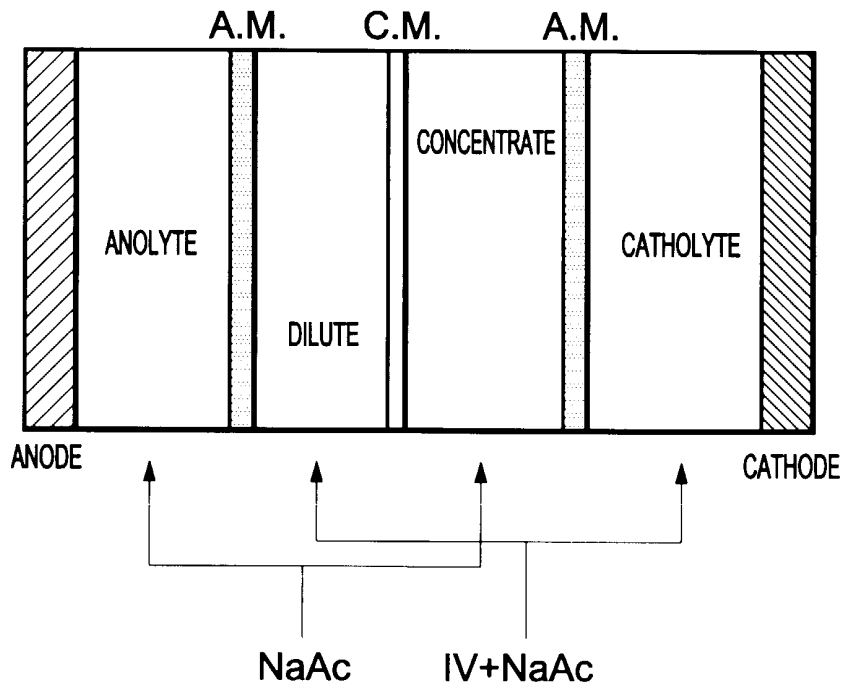 A.M. C.M. A.M.
CONCENTRATE
ANOLYTE
CATHOLYTE
DILUTE
ANODE
CATHODE
NaAc
IV+NaAc